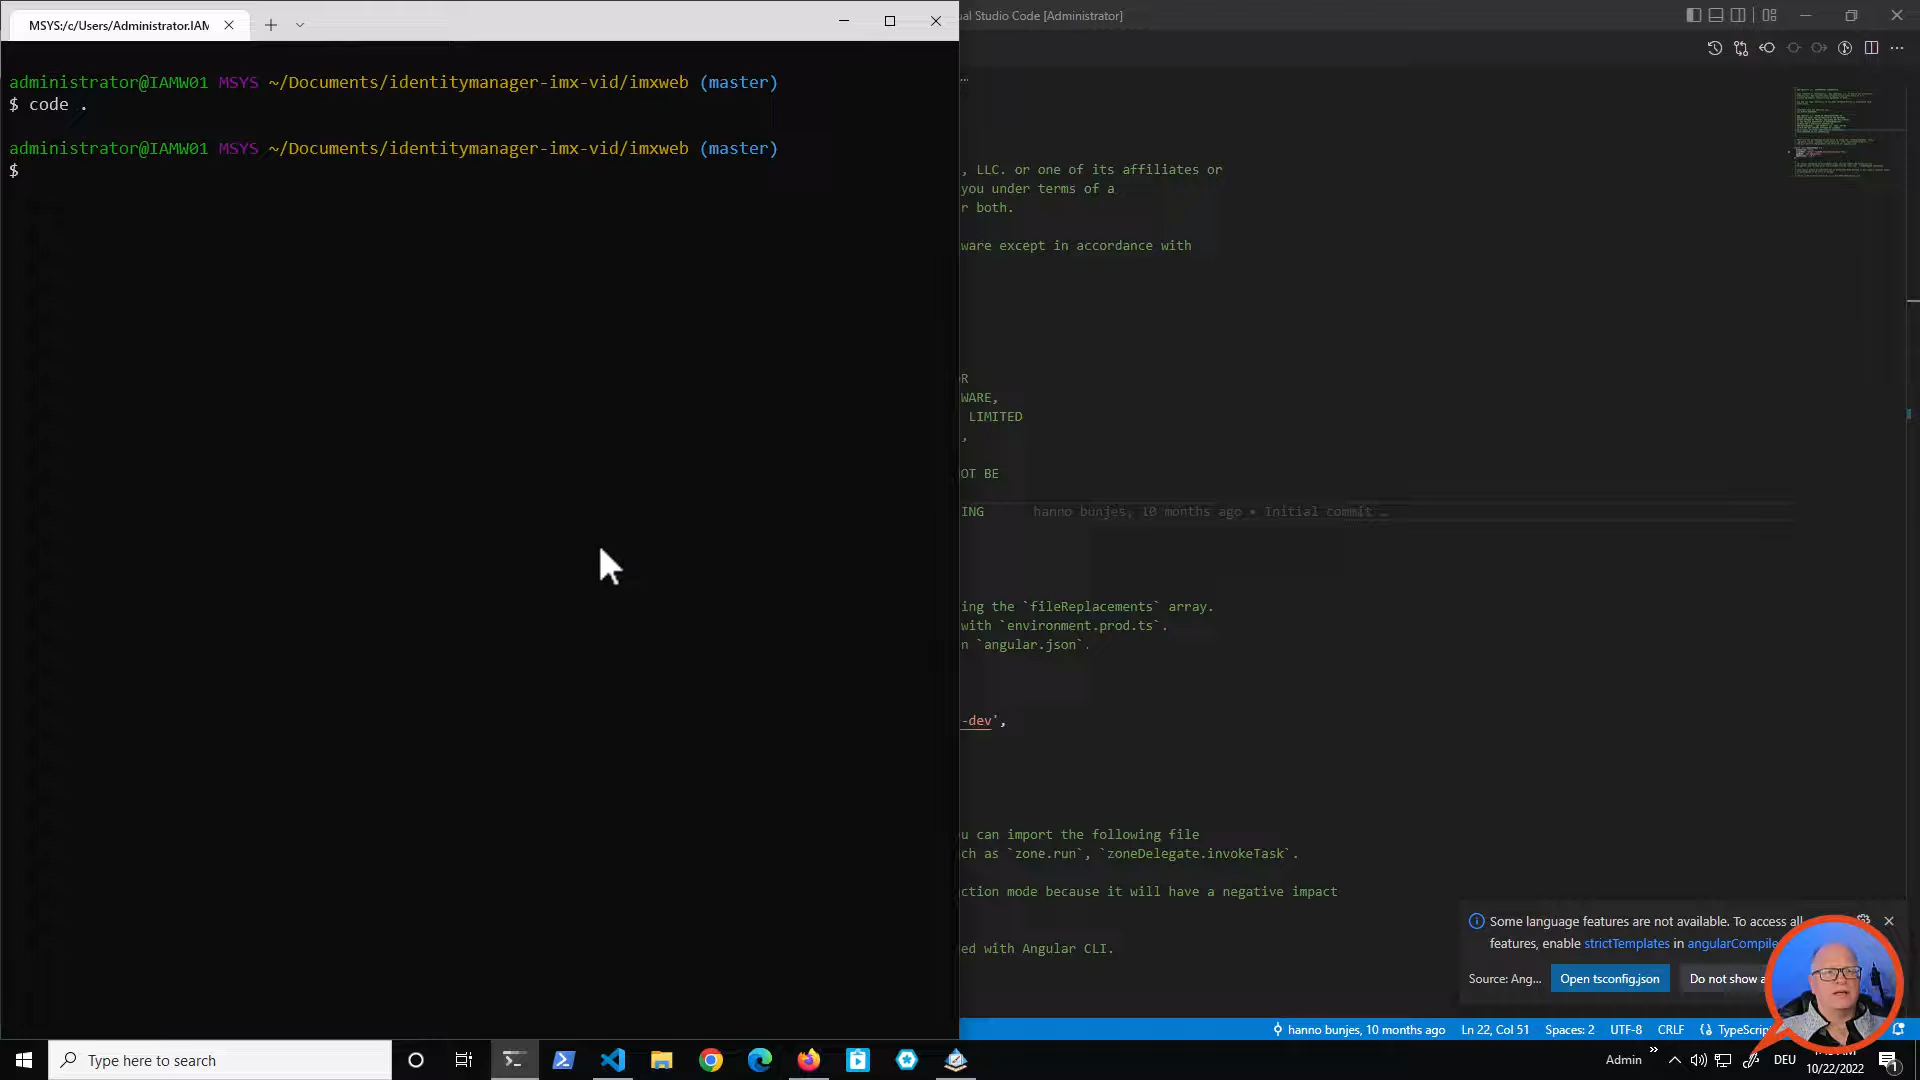 MSYS:/c/Users/Administrator.IAM
administrator@IAMW01 MSYS ~/Documents/identitymanager-imx-vid/imxweb (master)
$ code .
administrator@IAMW01 MSYS ~/Documents/identitymanager-imx-vid/imxweb (master)
$
ual Studio Code [Administrator]
, LLC. or one of its affiliates or
you under terms of a
r both.
ware except in accordance with
OR
WARE,
LIMITED
,
OT BE
ING hanno bunjes, 10 months ago • Initial commit …
ing the `fileReplacements` array.
with `environment.prod.ts`.
n `angular.json`.
-dev',
u can import the following file
ch as `zone.run`, `zoneDelegate.invokeTask`.
ction mode because it will have a negative impact
ed with Angular CLI.
Some language features are not available. To access all
features, enable strictTemplates in angularCompile
Source: Ang... Open tsconfig.json Do not show a
hanno bunjes, 10 months ago Ln 22, Col 51 Spaces: 2 UTF-8 CRLF TypeScrip
Type here to search
Admin DEU
10/22/2022
1